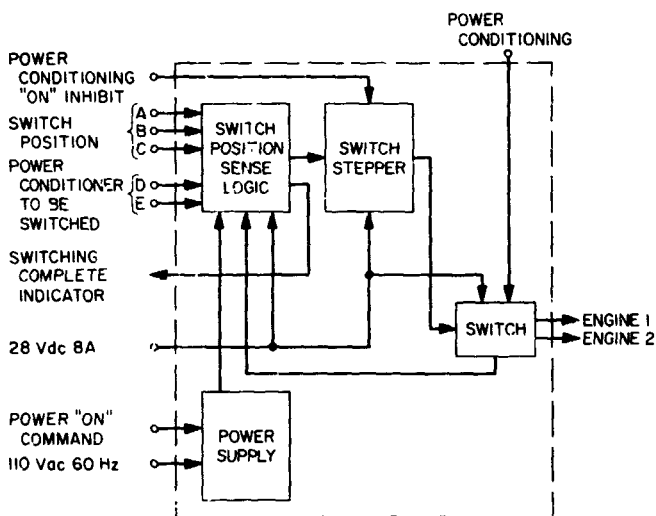 POWER
CONDITIONING
POWER
CONDITIONING
"ON" INHIBIT
SWITCH
POSITION
A
B
C
POWER
CONDITIONER
TO BE
SWITCHED
D
E
SWITCH
POSITION
SENSE
LOGIC
SWITCH
STEPPER
SWITCHING
COMPLETE
INDICATOR
SWITCH
ENGINE 1
ENGINE 2
28 Vdc 8A
POWER "ON"
COMMAND
110 Vac 60 Hz
POWER
SUPPLY